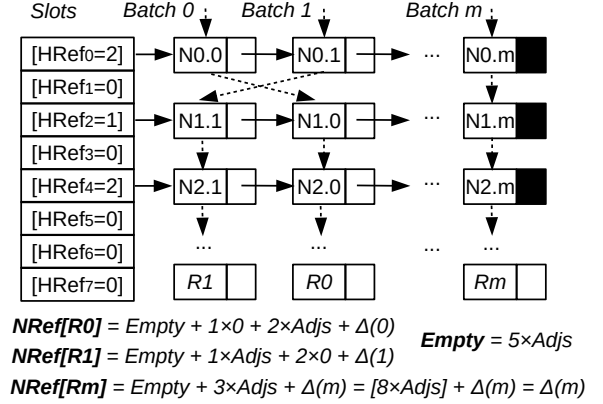 Slots Batch 0 Batch 1 Batch m
[HRef0=2] N0.0 N0.1 ... N0.m
[HRef1=0]
[HRef2=1] N1.1 N1.0 ... N1.m
[HRef3=0]
[HRef4=2] N2.1 N2.0 ... N2.m
[HRef5=0]
[HRef6=0] ... ... ... ...
[HRef7=0] R1 R0 Rm
NRef[R0] = Empty + 1×0 + 2×Adjs + Δ(0)
Empty = 5×Adjs
NRef[R1] = Empty + 1×Adjs + 2×0 + Δ(1)
NRef[Rm] = Empty + 3×Adjs + Δ(m) = [8×Adjs] + Δ(m) = Δ(m)